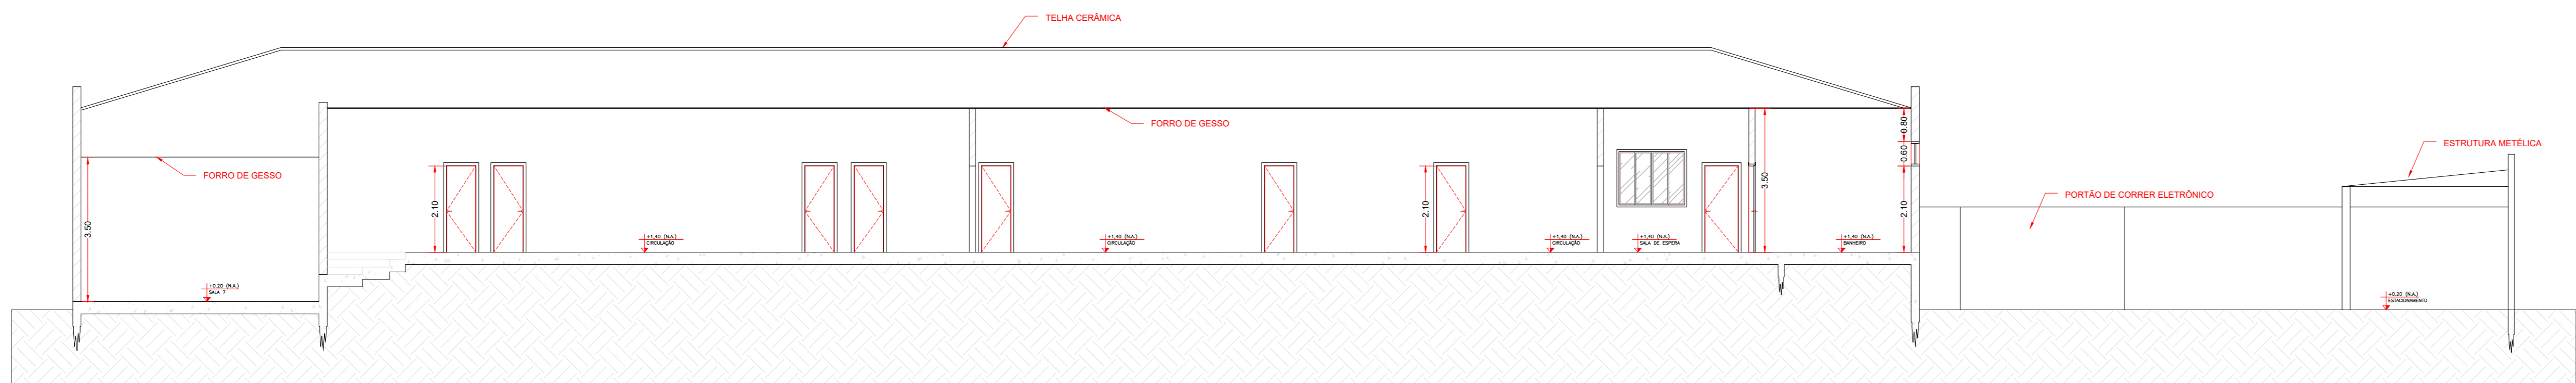 TELHA CERÂMICA
FORRO DE GESSO
FORRO DE GESSO
ESTRUTURA METÉLICA
PORTÃO DE CORRER ELETRÔNICO
3.50
2.10
2.10
3.50
0.80
0.60
2.10
+0,20 (N.A.)
SALA 7
+1,40 (N.A.)
CIRCULAÇÃO
+1,40 (N.A.)
CIRCULAÇÃO
+1,40 (N.A.)
CIRCULAÇÃO
+1,40 (N.A.)
SALA DE ESPERA
+1,40 (N.A.)
BANHEIRO
+0,20 (N.A.)
ESTACIONAMENTO